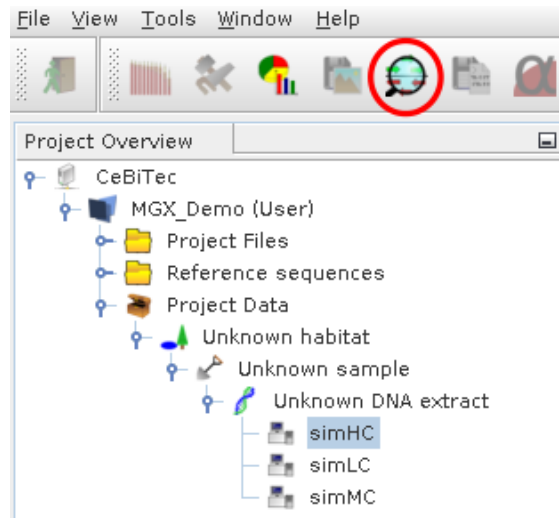 File View Tools Window Help
Project Overview
CeBiTec
MGX_Demo (User)
Project Files
Reference sequences
Project Data
Unknown habitat
Unknown sample
Unknown DNA extract
simHC
simLC
simMC